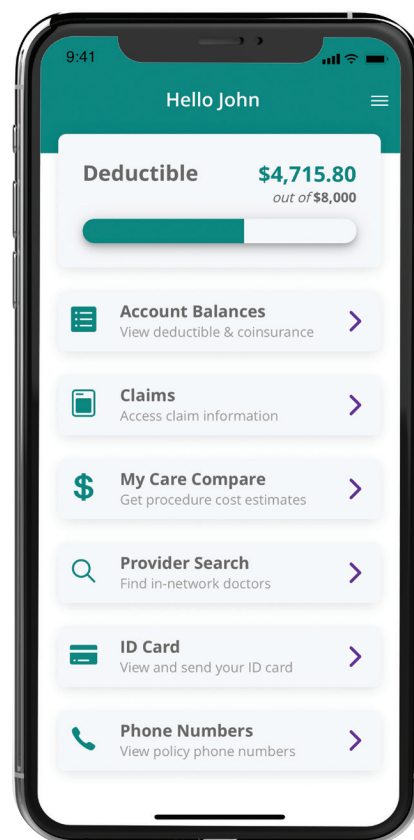 9:41
Hello John
Deductible
$4,715.80
out of $8,000
Account Balances
View deductible & coinsurance
Claims
Access claim information
My Care Compare
Get procedure cost estimates
Provider Search
Find in-network doctors
ID Card
View and send your ID card
Phone Numbers
View policy phone numbers